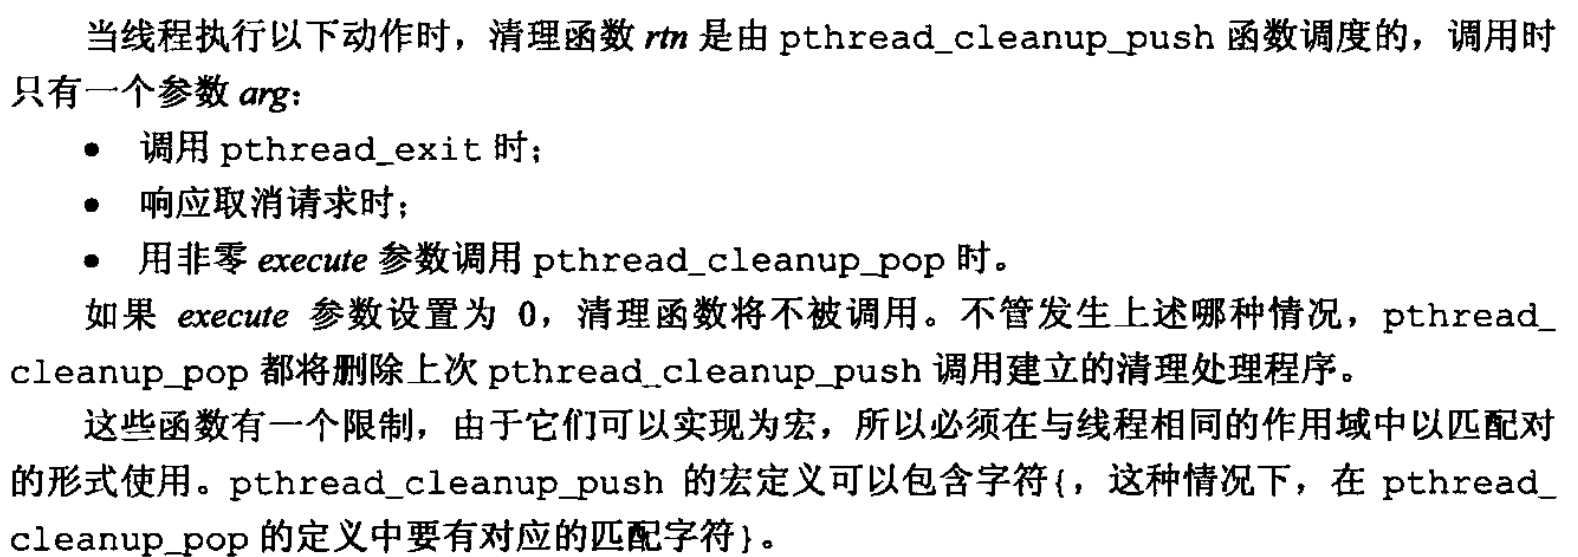 当线程执行以下动作时，清理函数 rtn 是由 pthread_cleanup_push 函数调度的，调用时
只有一个参数 arg：
• 调用 pthread_exit 时；
• 响应取消请求时；
• 用非零 execute 参数调用 pthread_cleanup_pop 时。
如果 execute 参数设置为 0，清理函数将不被调用。不管发生上述哪种情况，pthread_
cleanup_pop 都将删除上次 pthread_cleanup_push 调用建立的清理处理程序。
这些函数有一个限制，由于它们可以实现为宏，所以必须在与线程相同的作用域中以匹配对
的形式使用。pthread_cleanup_push 的宏定义可以包含字符{，这种情况下，在 pthread_
cleanup_pop 的定义中要有对应的匹配字符}。